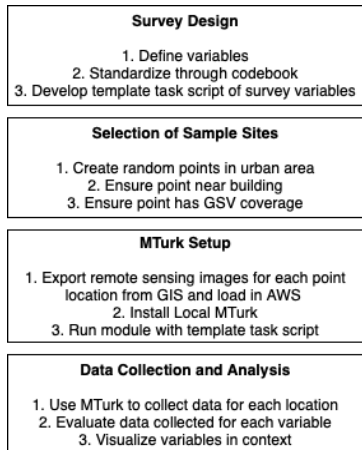 Survey Design
1. Define variables
2. Standardize through codebook
3. Develop template task script of survey variables
Selection of Sample Sites
1. Create random points in urban area
2. Ensure point near building
3. Ensure point has GSV coverage
MTurk Setup
1. Export remote sensing images for each point
location from GIS and load in AWS
2. Install Local MTurk
3. Run module with template task script
Data Collection and Analysis
1. Use MTurk to collect data for each location
2. Evaluate data collected for each variable
3. Visualize variables in context